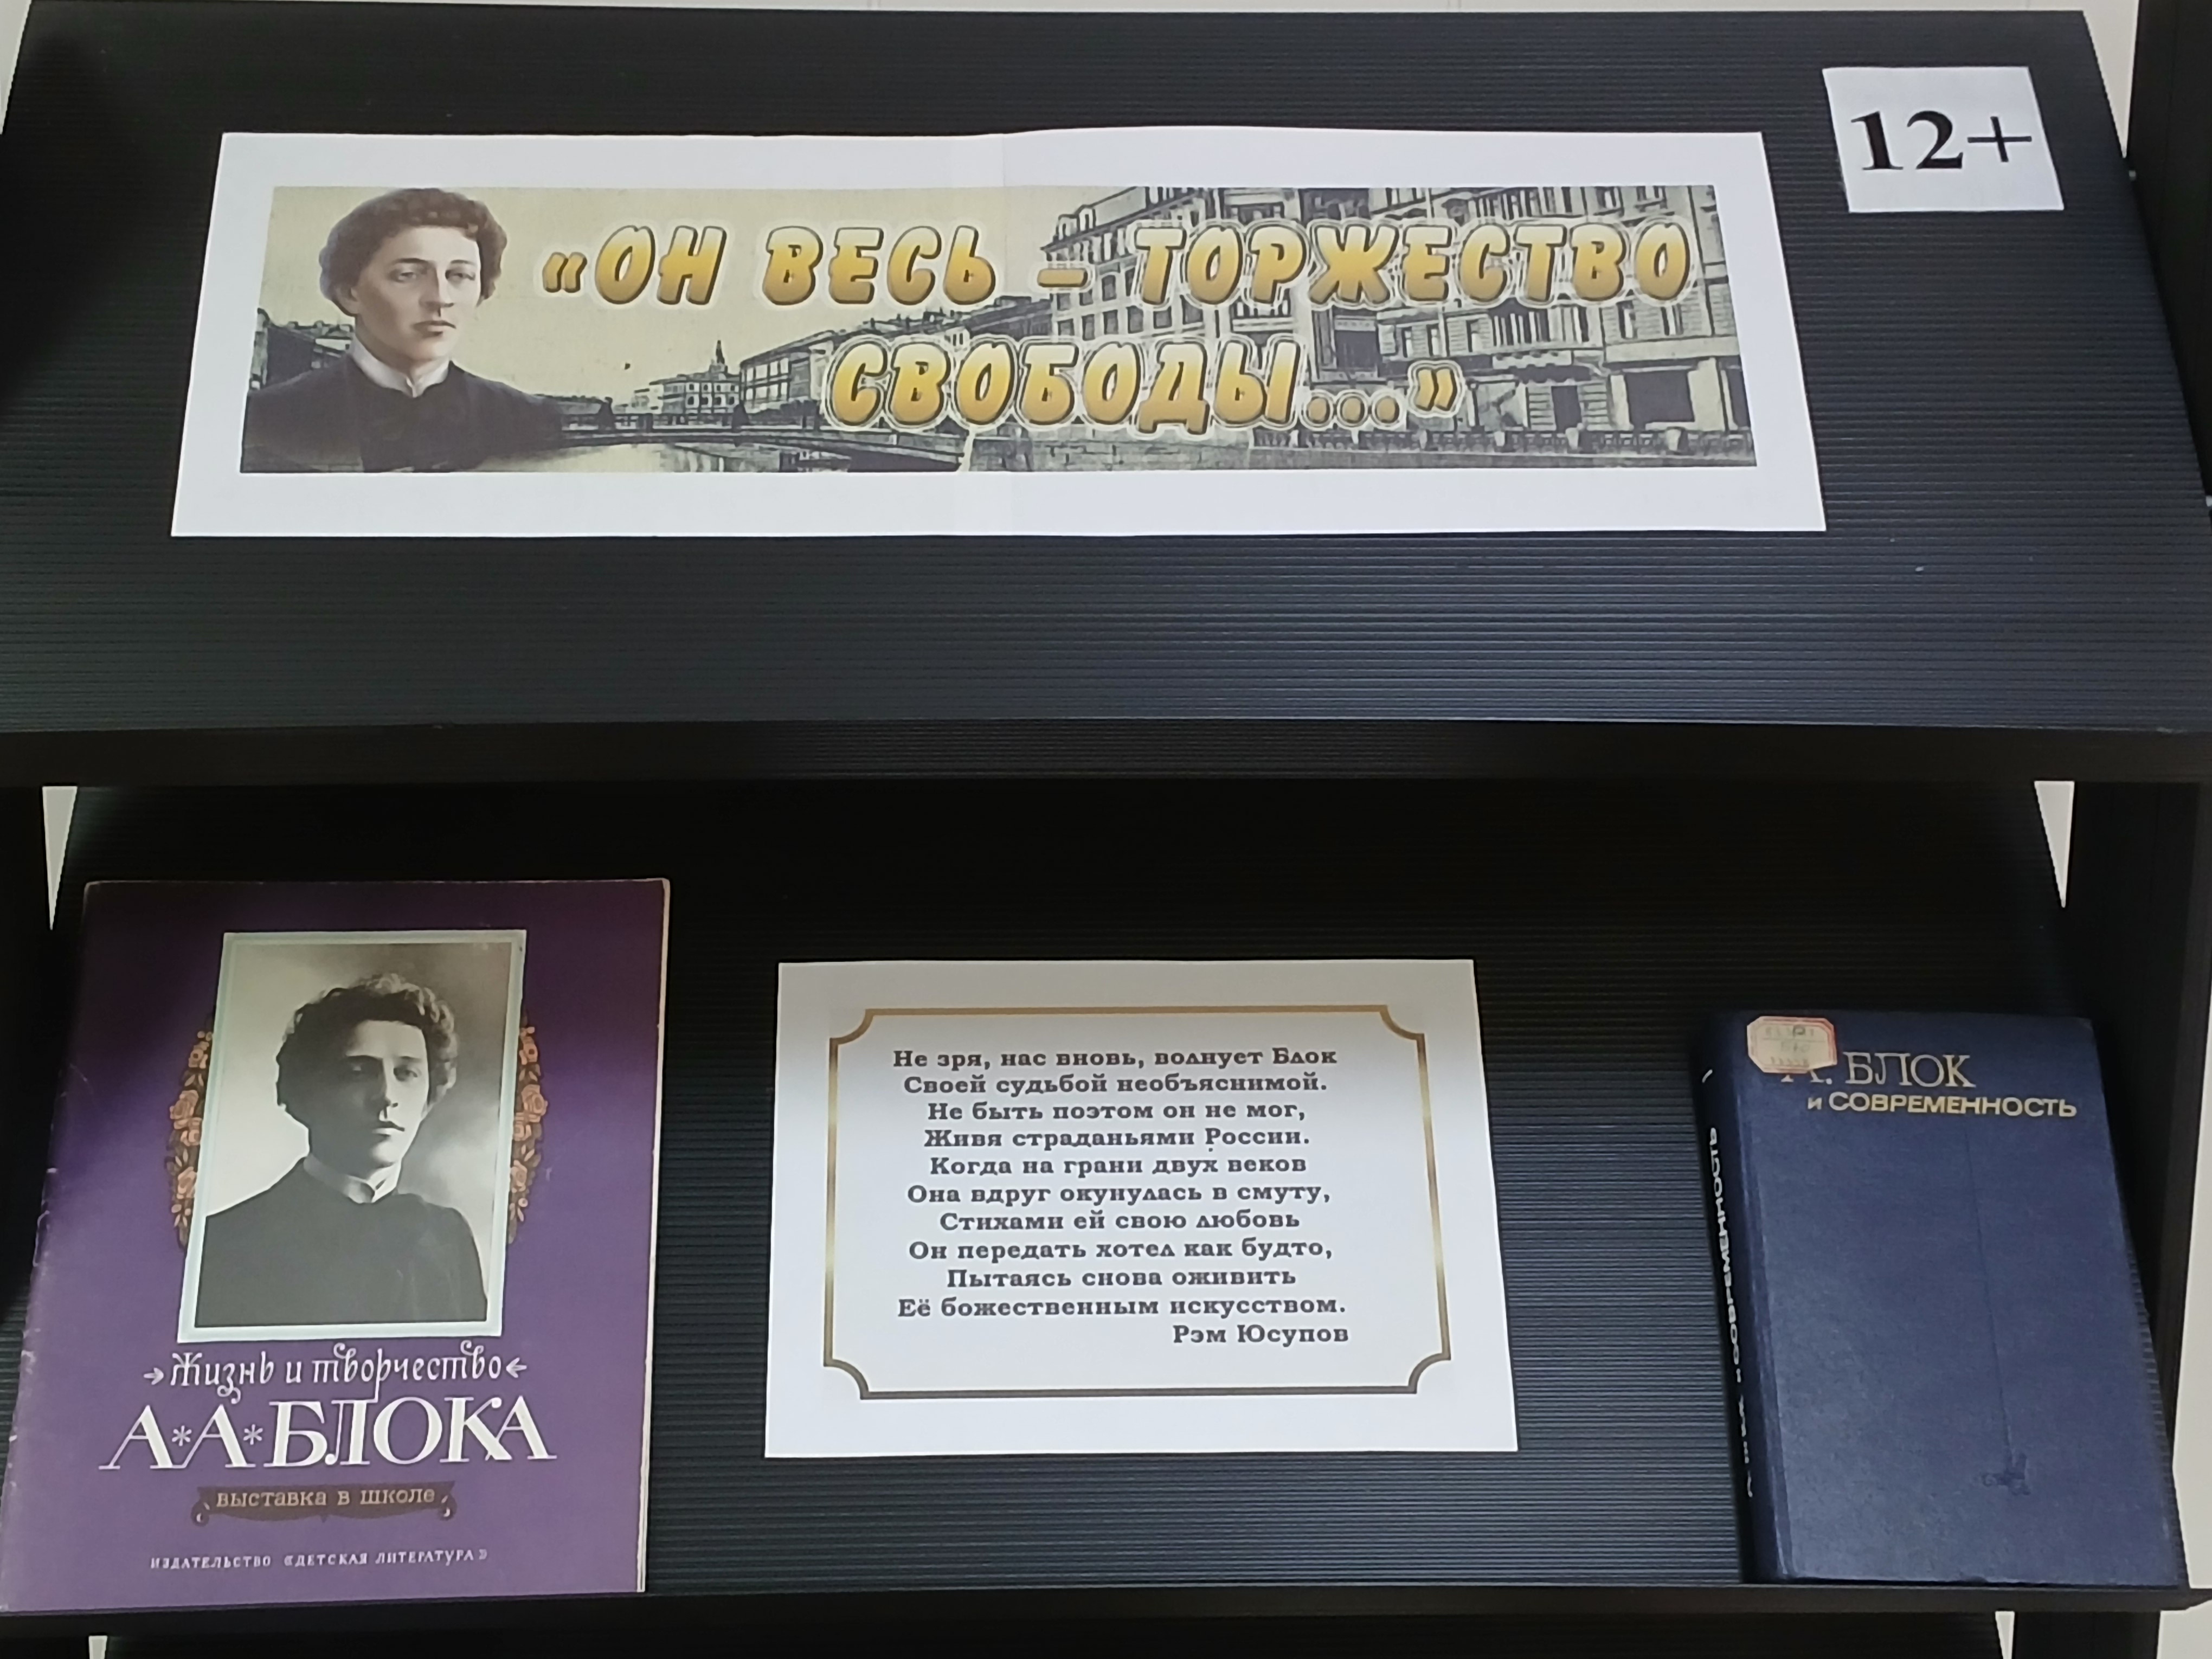 12+
«ОН ВЕСЬ – ТОРЖЕСТВО
СВОБОДЫ...»
Жизнь и творчество
А*А*БЛОКА
выставка в школе
ИЗДАТЕЛЬСТВО «ДЕТСКАЯ ЛИТЕРАТУРА»
Не зря, нас вновь, волнует Блок
Своей судьбой необъяснимой.
Не быть поэтом он не мог,
Живя страданьями России.
Когда на грани двух веков
Она вдруг окунулась в смуту,
Стихами ей свою любовь
Он передать хотел как будто,
Пытаясь снова оживить
Её божественным искусством.
Рэм Юсупов
А. БЛОК
и СОВРЕМЕННОСТЬ
и СОВРЕМЕННОСТЬ